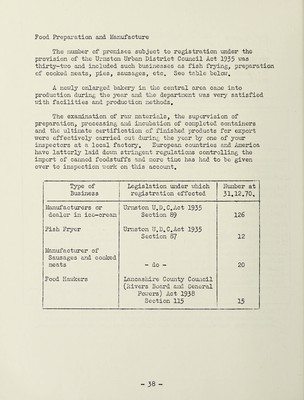 Food Preparation and Manufacture
The number of premises subject to registration under the
provision of the Urmston Urban District Council Act 1935 was
thirty-two and included such businesses as fish frying, preparation
of cooked meats, pies, sausages, etc. See table below.
A newly enlarged bakery in the central area came into
production during the year and the department was very satisfied
with facilities and production methods.
The examination of raw materials, the supervision of
preparation, processing and incubation of completed containers
and the ultimate certification of finished products for export
were effectively carried out during the year by one of your
inspectors at a local factory. European countries and America
have latterly laid down stringent regulations controlling the
import of canned foodstuffs and more time has had to be given
over to inspection work on this account.
Type of Business | Legislation under which registration effected | Number at 31.12.70.
Manufacturers or dealer in ice-cream | Urmston U.D.C.Act 1935 Section 89 | 126
Fish Fryer | Urmston U.D.C.Act 1935 Section 87 | 12
Manufacturer of Sausages and cooked meats | - do - | 20
Food Hawkers | Lancashire County Council (Rivers Board and General Powers) Act 1938 Section 115 | 15
- 38 -